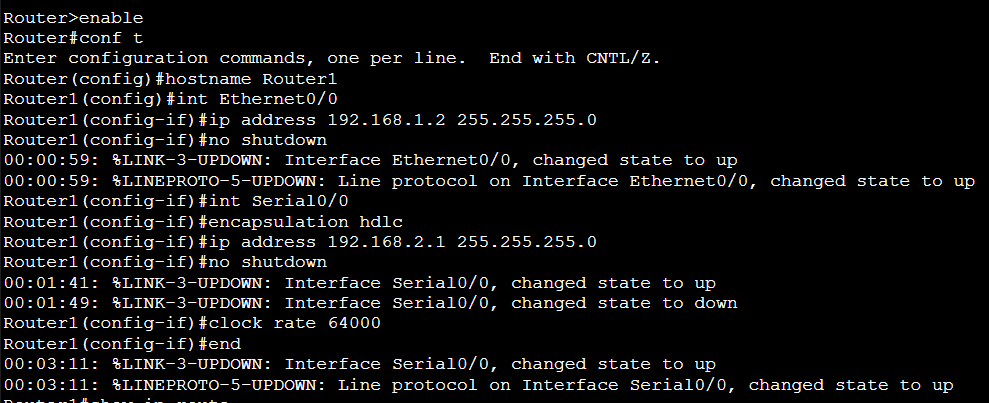 Router>enable
Router#conf t
Enter configuration commands, one per line.  End with CNTL/Z.
Router(config)#hostname Router1
Router1(config)#int Ethernet0/0
Router1(config-if)#ip address 192.168.1.2 255.255.255.0
Router1(config-if)#no shutdown
00:00:59: %LINK-3-UPDOWN: Interface Ethernet0/0, changed state to up
00:00:59: %LINEPROTO-5-UPDOWN: Line protocol on Interface Ethernet0/0, changed state to up
Router1(config-if)#int Serial0/0
Router1(config-if)#encapsulation hdlc
Router1(config-if)#ip address 192.168.2.1 255.255.255.0
Router1(config-if)#no shutdown
00:01:41: %LINK-3-UPDOWN: Interface Serial0/0, changed state to up
00:01:49: %LINK-3-UPDOWN: Interface Serial0/0, changed state to down
Router1(config-if)#clock rate 64000
Router1(config-if)#end
00:03:11: %LINK-3-UPDOWN: Interface Serial0/0, changed state to up
00:03:11: %LINEPROTO-5-UPDOWN: Line protocol on Interface Serial0/0, changed state to up
Router1#show ip route